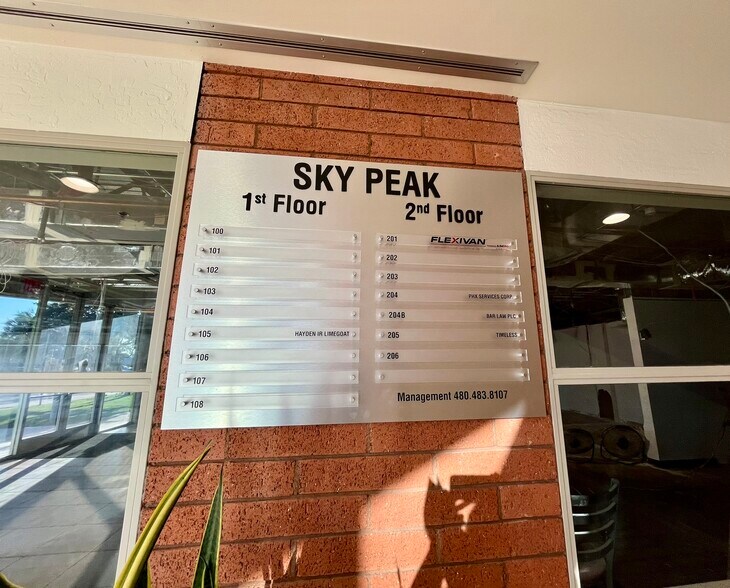 SKY PEAK
1st Floor
100
101
102
103
104
105 HAYDEN IR LIMEGOAT
106
107
108
2nd Floor
201 FLEXIVAN
202
203
204 PHX SERVICES CORP
204B BAR LAW PLC
205 TIMELESS
206
Management 480.483.8107